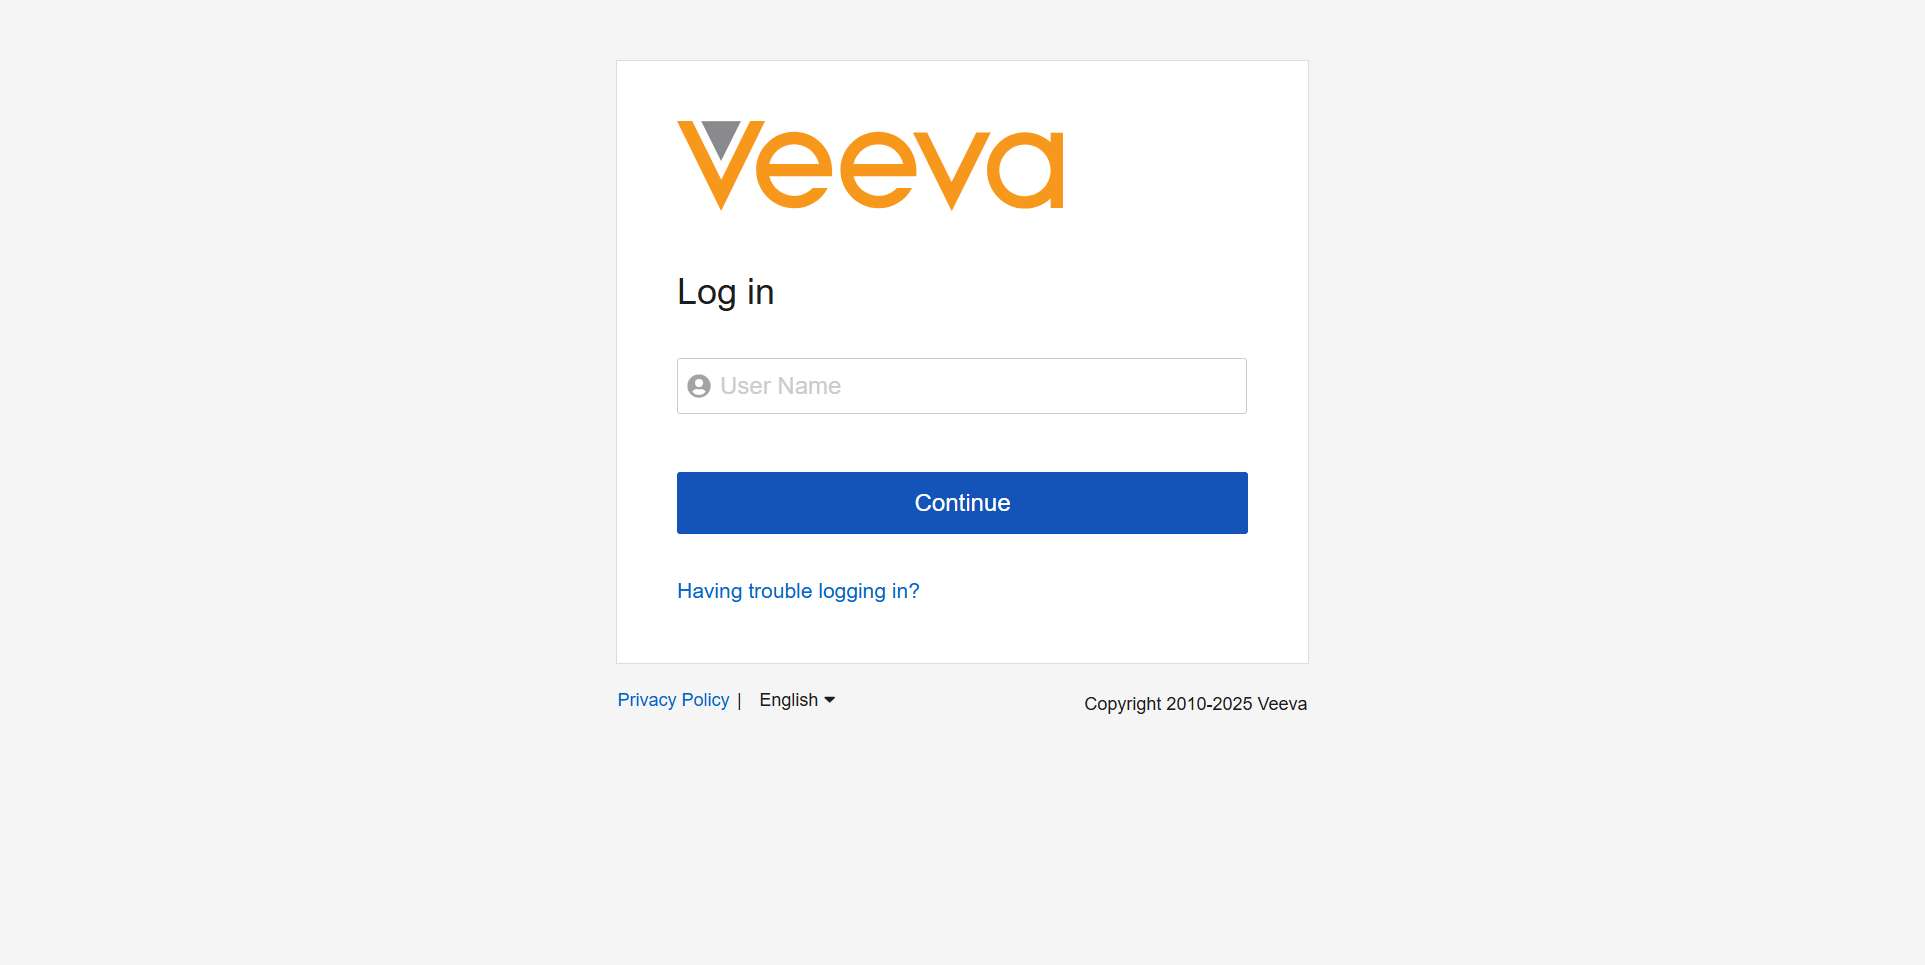 veeva
Log in
User Name
Continue
Having trouble logging in?
Privacy Policy | English
Copyright 2010-2025 Veeva